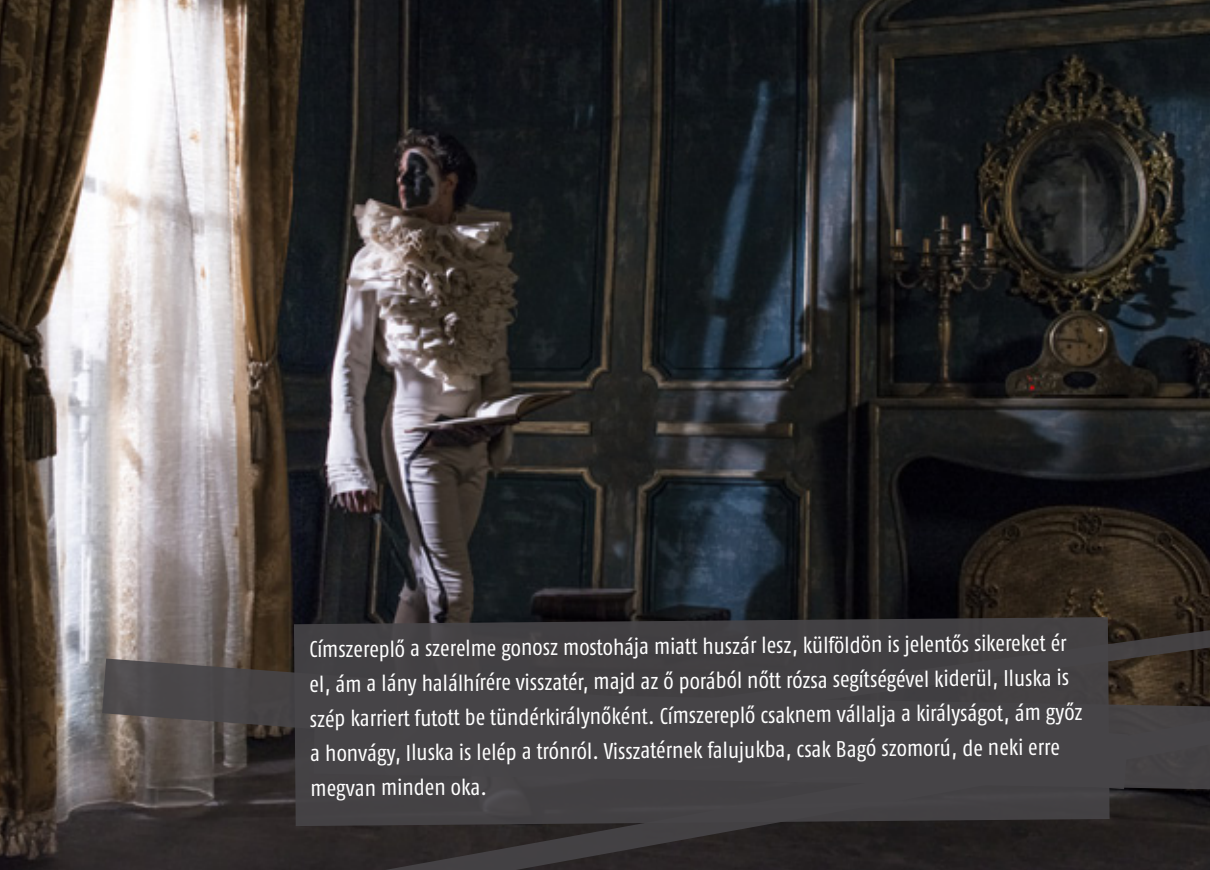 Címszereplő a szerelme gonosz mostohája miatt huszár lesz, külföldön is jelentős sikereket ér
el, ám a lány halálhírére visszatér, majd az ő porából nőtt rózsa segítségével kiderül, Iluska is
szép karriert futott be tündérkirálynőként. Címszereplő csaknem vállalja a királyságot, ám győz
a honvágy, Iluska is lelép a trónról. Visszatérnek falujukba, csak Bagó szomorú, de neki erre
megvan minden oka.